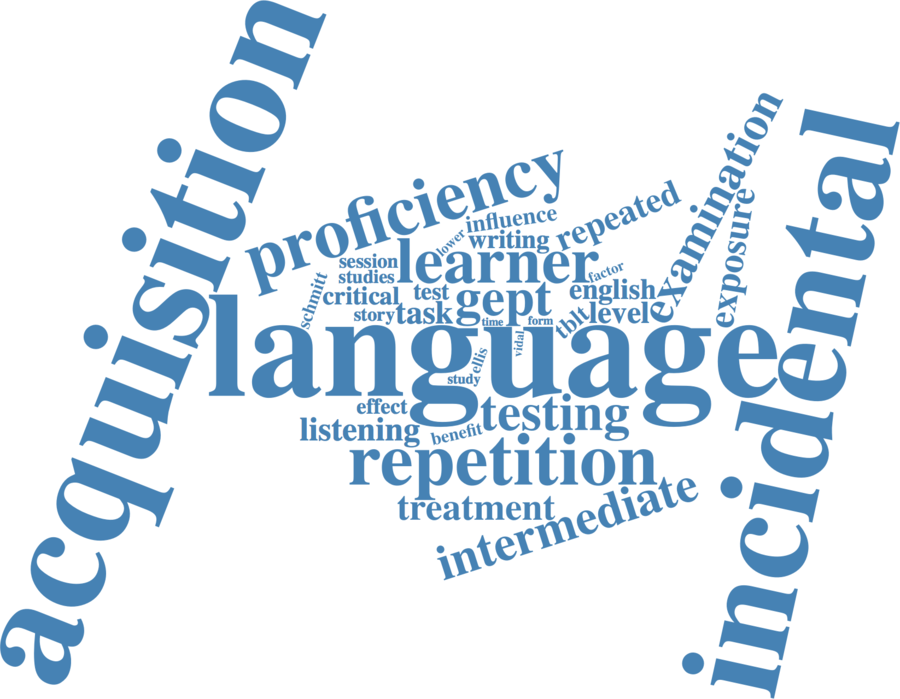 acquisition
incidental
examination
proficiency
repeated
influence
exposure
lower
writing
learner
session
studies
factor
schmitt
critical
test
gept
english
story
task
time
form
tblt
level
language
vidal
ellis
study
effect
testing
listening
benefit
repetition
treatment
intermediate